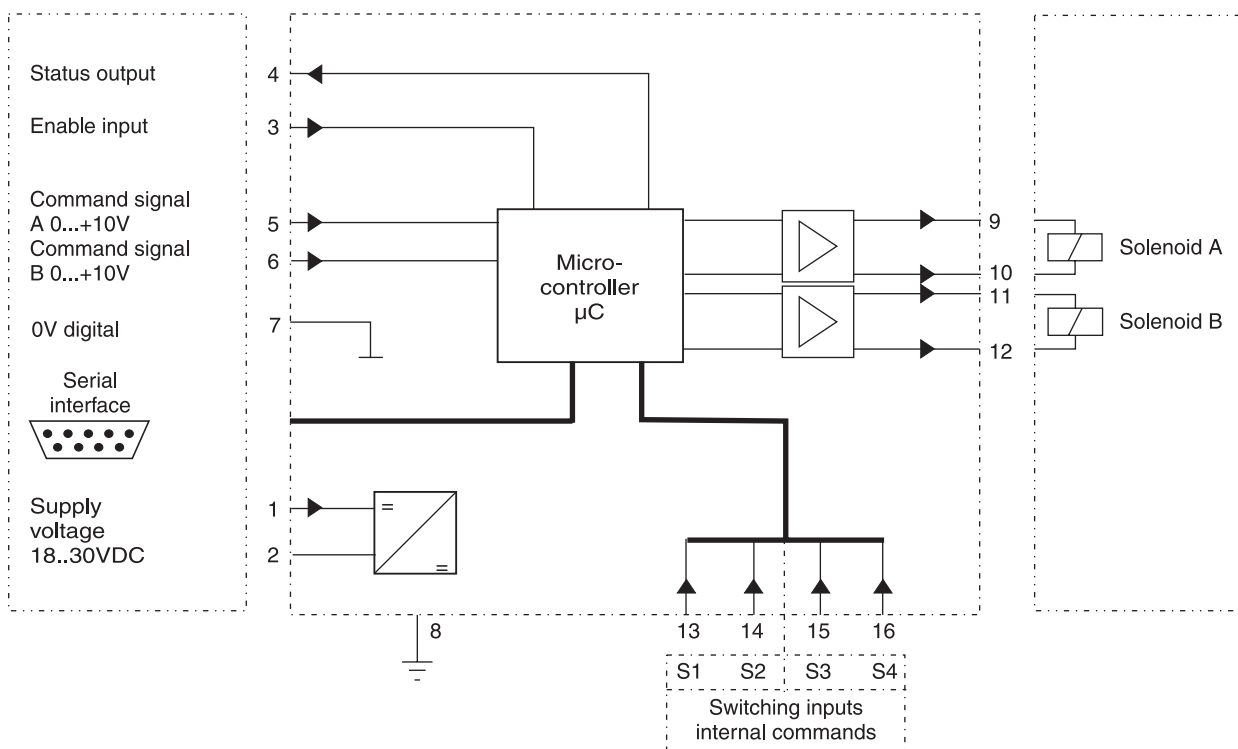 Status output
4
Enable input
3
Command signal
A 0...+10V
5
Command signal
B 0...+10V
6
0V digital
7
Serial
interface
Supply
voltage
18..30VDC
1
2
8
Micro-
controller
µC
=
=
9
10
11
12
Solenoid A
Solenoid B
13 14 15 16
S1 S2 S3 S4
Switching inputs
internal commands